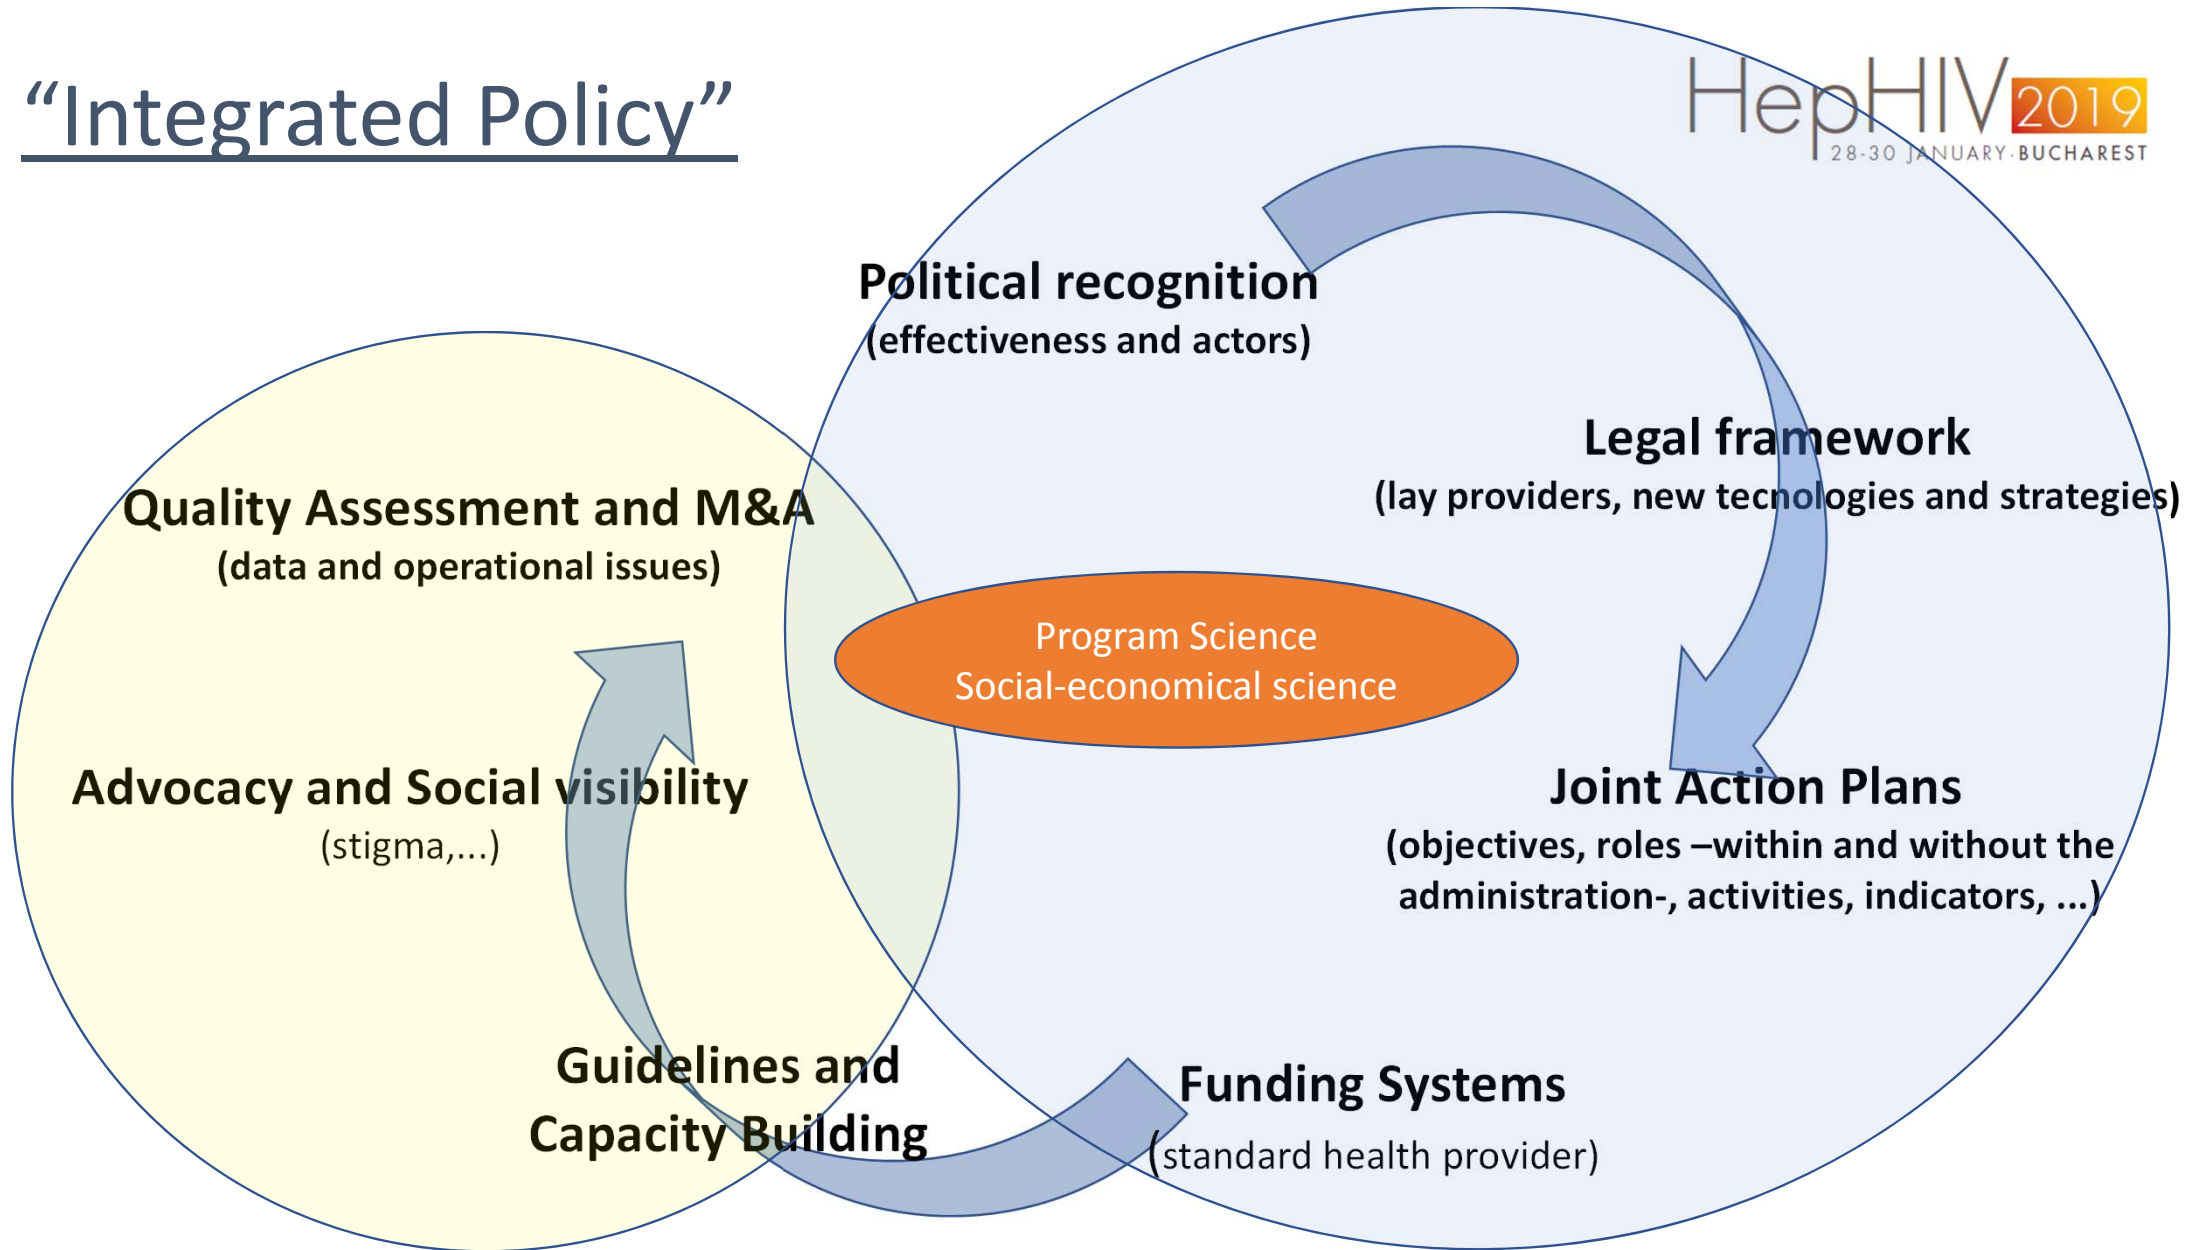 “Integrated Policy”
HepHIV 2019
28-30 JANUARY·BUCHAREST
Political recognition
(effectiveness and actors)
Legal framework
(lay providers, new tecnologies and strategies)
Quality Assessment and M&A
(data and operational issues)
Program Science
Social-economical science
Advocacy and Social visibility
(stigma,...)
Joint Action Plans
(objectives, roles –within and without the
administration-, activities, indicators, ...)
Guidelines and
Capacity Building
Funding Systems
(standard health provider)